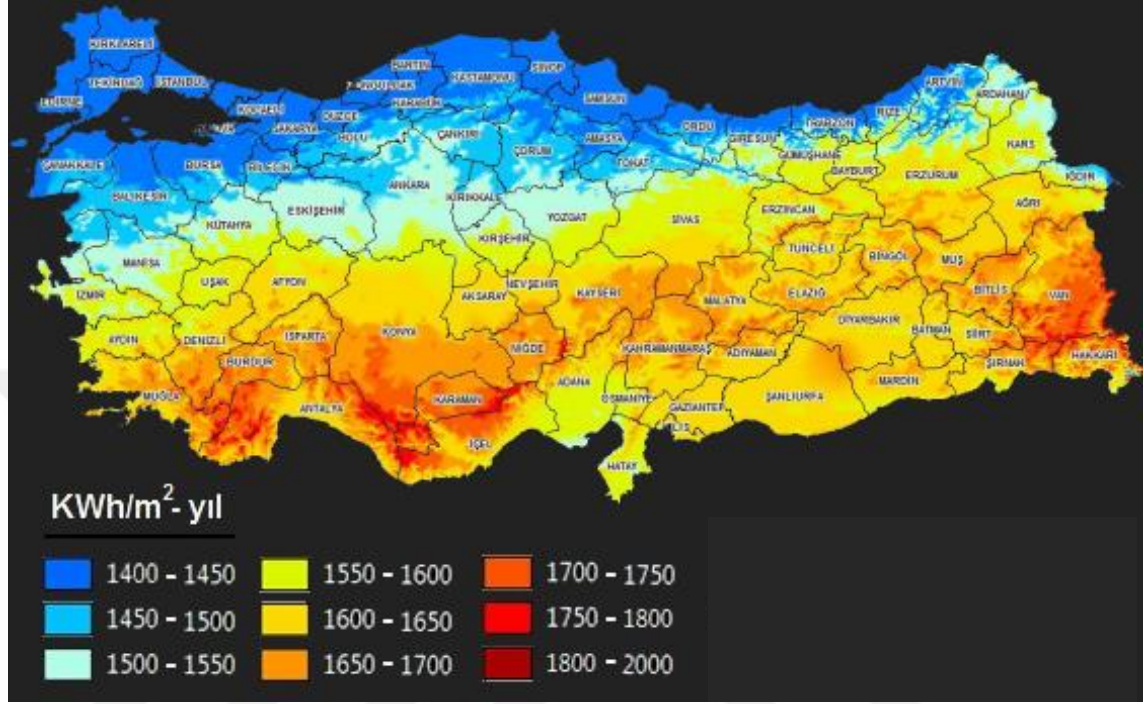 KIRKLARELİ
TEKİRDAĞ
İSTANBUL
EDİRNE
KOCAELİ
SAKARYA
DÜZCE
BOLU
BARTIN
KARABÜK
KASTAMONU
SİNOP
SAMSUN
ÇANKIRI
ÇORUM
AMASYA
TOKAT
ORDU
GİRESUN
TRABZON
GÜMÜŞHANE
BAYBURT
RİZE
ARTVİN
ARDAHAN
KARS
IĞDIR
ERZURUM
AĞRI
ÇANAKKALE
BALIKESİR
BURSA
BİLECİK
KÜTAHYA
ESKİŞEHİR
ANKARA
KIRIKKALE
YOZGAT
KIRŞEHİR
SİVAS
ERZİNCAN
TUNCELİ
BİNGÖL
MUŞ
BİTLİS
VAN
MANİSA
İZMİR
UŞAK
AFYON
AKSARAY
NEVŞEHİR
KAYSERİ
MALATYA
ELAZIĞ
DİYARBAKIR
BATMAN
SİİRT
ŞIRNAK
HAKKARİ
AYDIN
DENİZLİ
ISPARTA
BURDUR
KONYA
NİĞDE
KAHRAMANMARAŞ
ADIYAMAN
MARDİN
ŞANLIURFA
MUĞLA
ANTALYA
KARAMAN
İÇEL
ADANA
OSMANİYE
GAZİANTEP
HATAY
KWh/m²- yıl
1400 – 1450
1450 – 1500
1500 – 1550
1550 – 1600
1600 – 1650
1650 – 1700
1700 – 1750
1750 – 1800
1800 – 2000